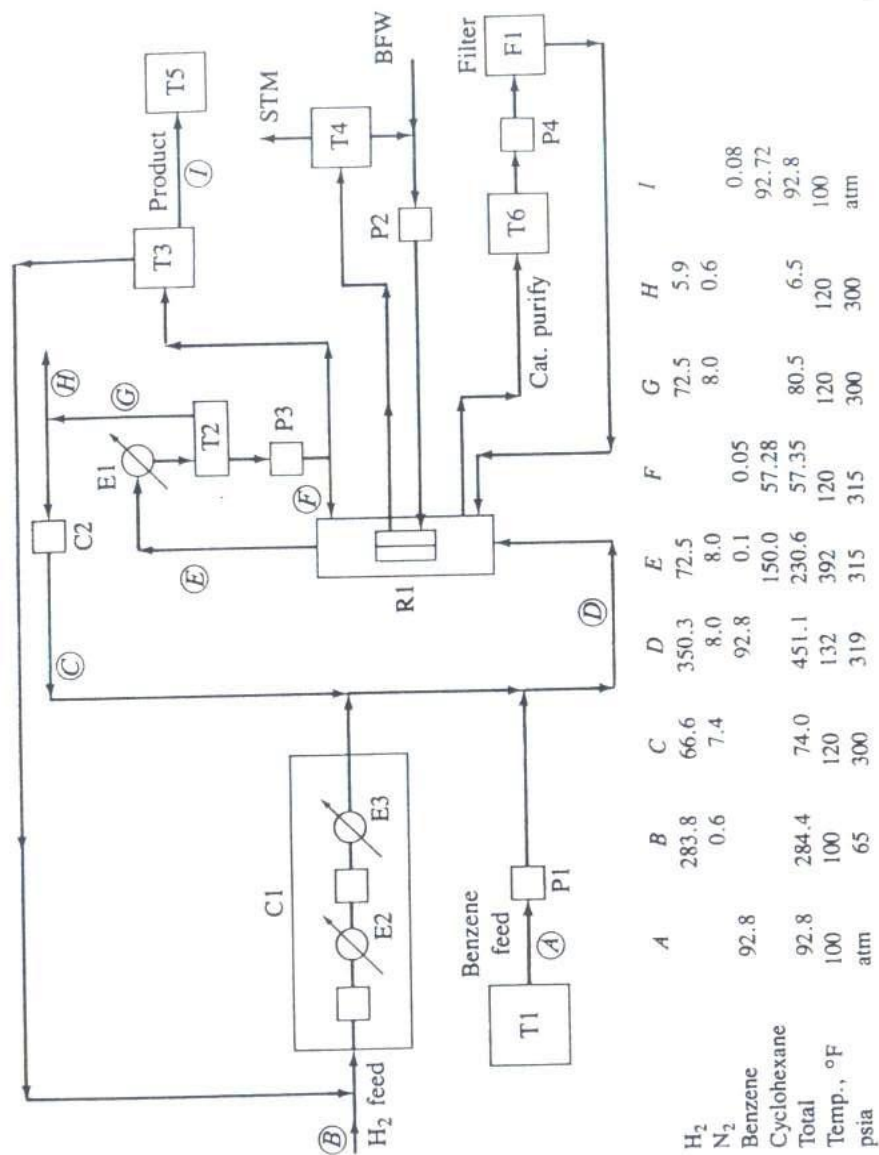 C
C2
H
E1
G
T2
P3
E
F
T3
Product
I
T5
STM
T4
BFW
P2
R1
Cat. purify
T6
P4
Filter
F1
C1
E2
E3
B
H₂ feed
Benzene
feed
A
T1
P1
D
A B C D E F G H I
H₂ 283.8 66.6 350.3 72.5 72.5 5.9
N₂ 0.6 7.4 8.0 8.0 8.0 0.6
Benzene 92.8 92.8 0.1 0.05 0.08
Cyclohexane 150.0 57.28 92.72
Total 92.8 284.4 74.0 451.1 230.6 57.35 80.5 6.5 92.8
Temp., °F 100 100 120 132 392 120 120 120 100
psia atm 65 300 319 315 315 300 300 atm